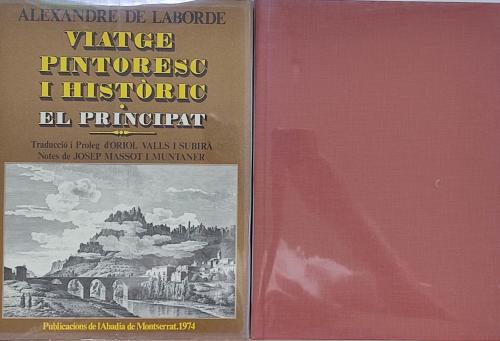 ALEXANDRE DE LABORDE
VIATGE
PINTORESC
I HISTÒRIC
EL PRINCIPAT
Traducció i Proleg d'ORIOL VALLS I SUBIRÀ
Notes de JOSEP MASSOT I MUNTANER
Publicacions de l'Abadia de Montserrat.1974